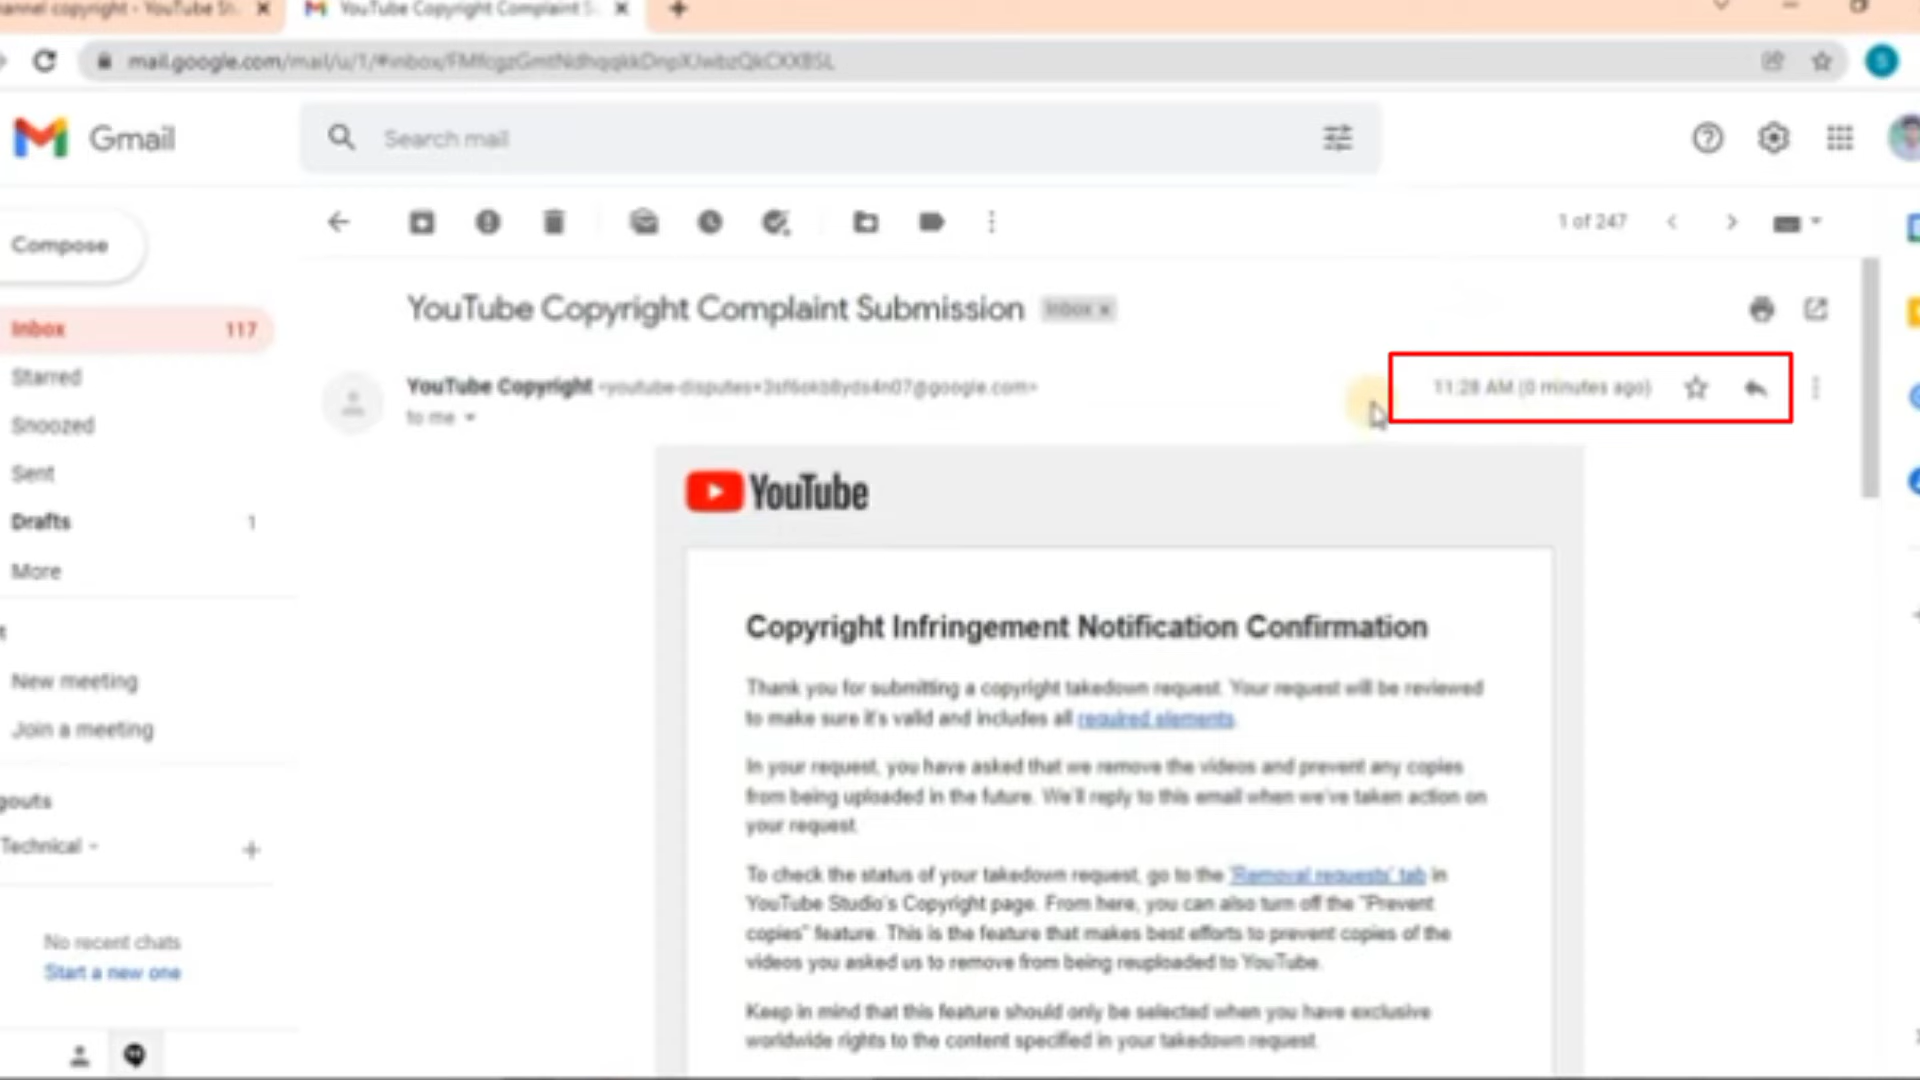 annel copyright - YouTube St
YouTube Copyright Complaint S
mail.google.com/mail/u/1/#inbox/
S
Gmail
Search mail
1 of 247
Compose
YouTube Copyright Complaint Submission
Inbox x
Inbox 117
Starred
YouTube Copyright
11:28 AM (0 minutes ago)
to me
Snoozed
Sent
YouTube
Drafts 1
More
Copyright Infringement Notification Confirmation
t
New meeting
Thank you for submitting a copyright takedown request. Your request will be reviewed
to make sure it's valid and includes all required elements.
Join a meeting
In your request, you have asked that we remove the videos and prevent any copies
from being uploaded in the future. We'll reply to this email when we've taken action on
your request.
gouts
Technical
To check the status of your takedown request, go to the 'Removal requests' tab in
YouTube Studio's Copyright page. From here, you can also turn off the "Prevent
copies" feature. This is the feature that makes best efforts to prevent copies of the
videos you asked us to remove from being reuploaded to YouTube.
No recent chats
Start a new one
Keep in mind that this feature should only be selected when you have exclusive
worldwide rights to the content specified in your takedown request.